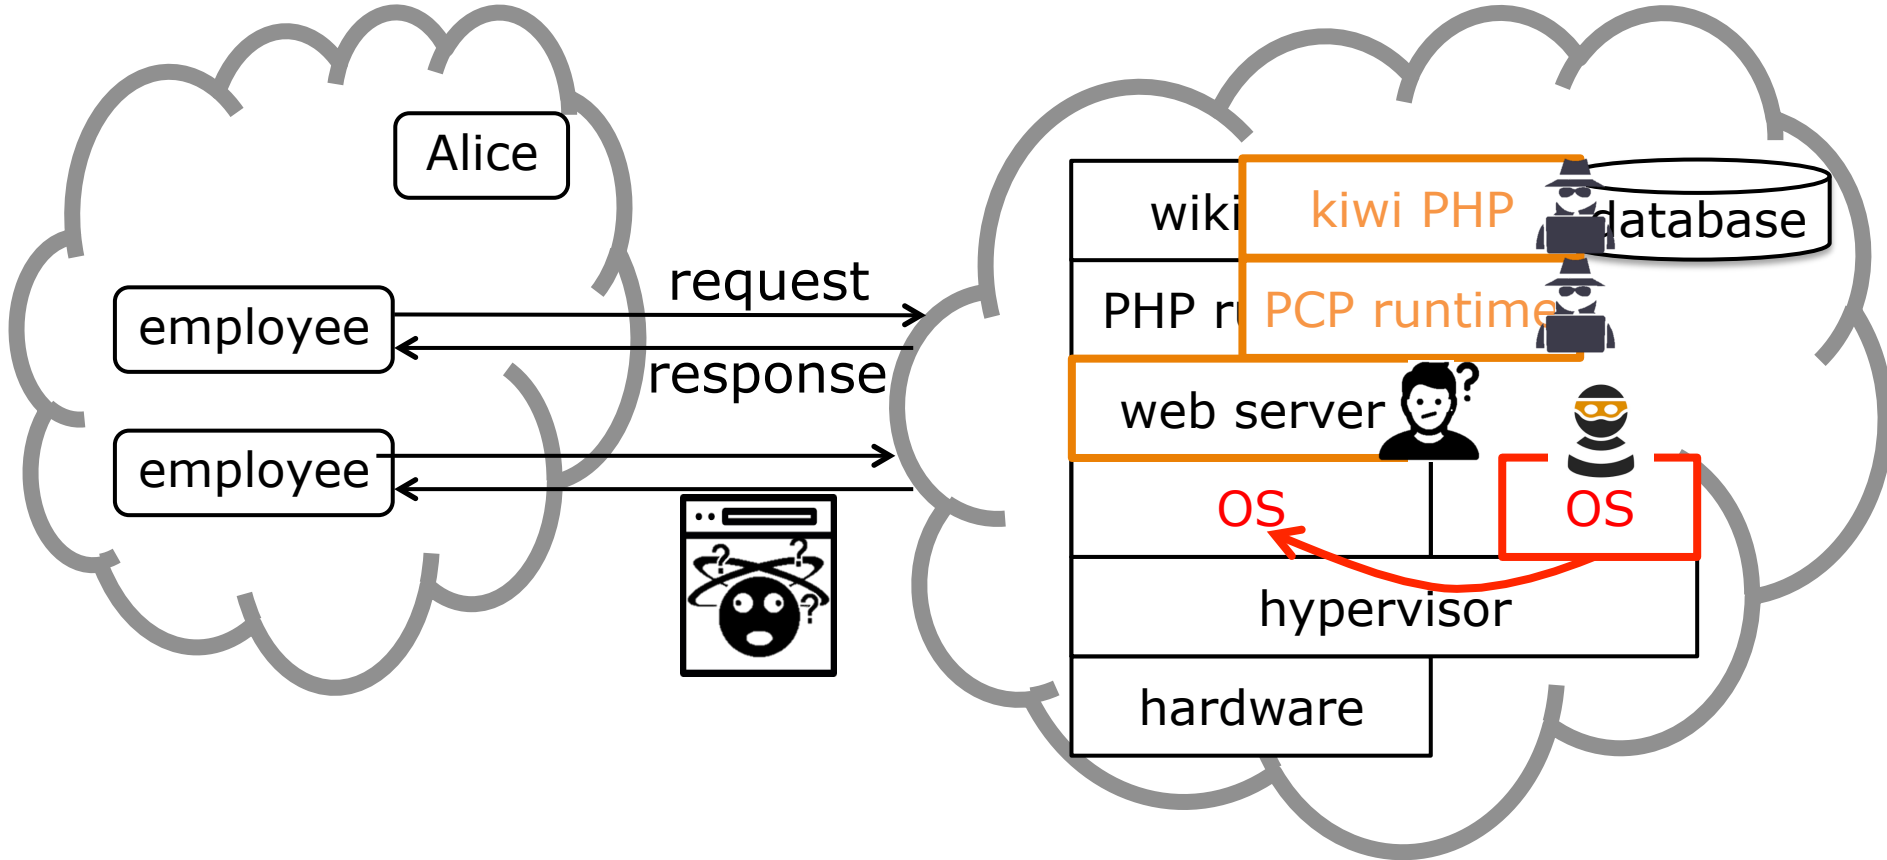 Alice
employee
request
response
employee
wiki
kiwi PHP
database
PHP
PCP runtime
web server
OS
OS
hypervisor
hardware
? ? ?
?